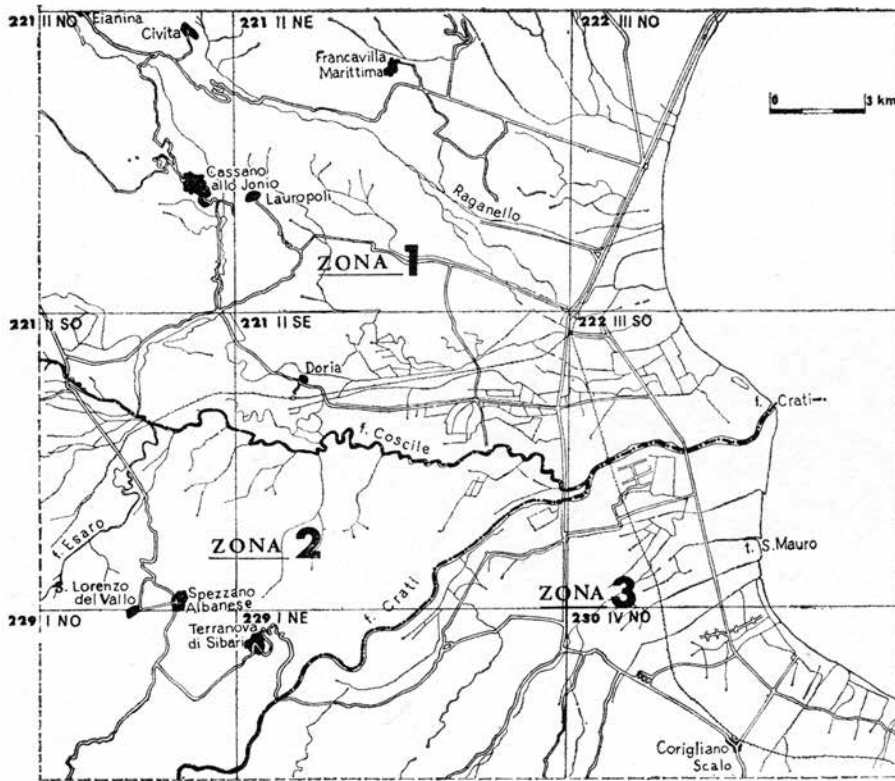 221 II NO
Eianina
Civita
221 II NE
Francavilla
Marittima
222 III NO
0 3 km
Cassano
allo Jonio
Lauropoli
Raganello
ZONA 1
221 II SO
221 II SE
222 III SO
Doria
f. Crati
f. Coscile
f. Esaro
ZONA 2
t. S. Mauro
S. Lorenzo
del Vallo
Spezzano
Albanese
f. Crati
ZONA 3
229 I NO
229 I NE
230 IV NO
Terranova
di Sibari
Corigliano
Scalo